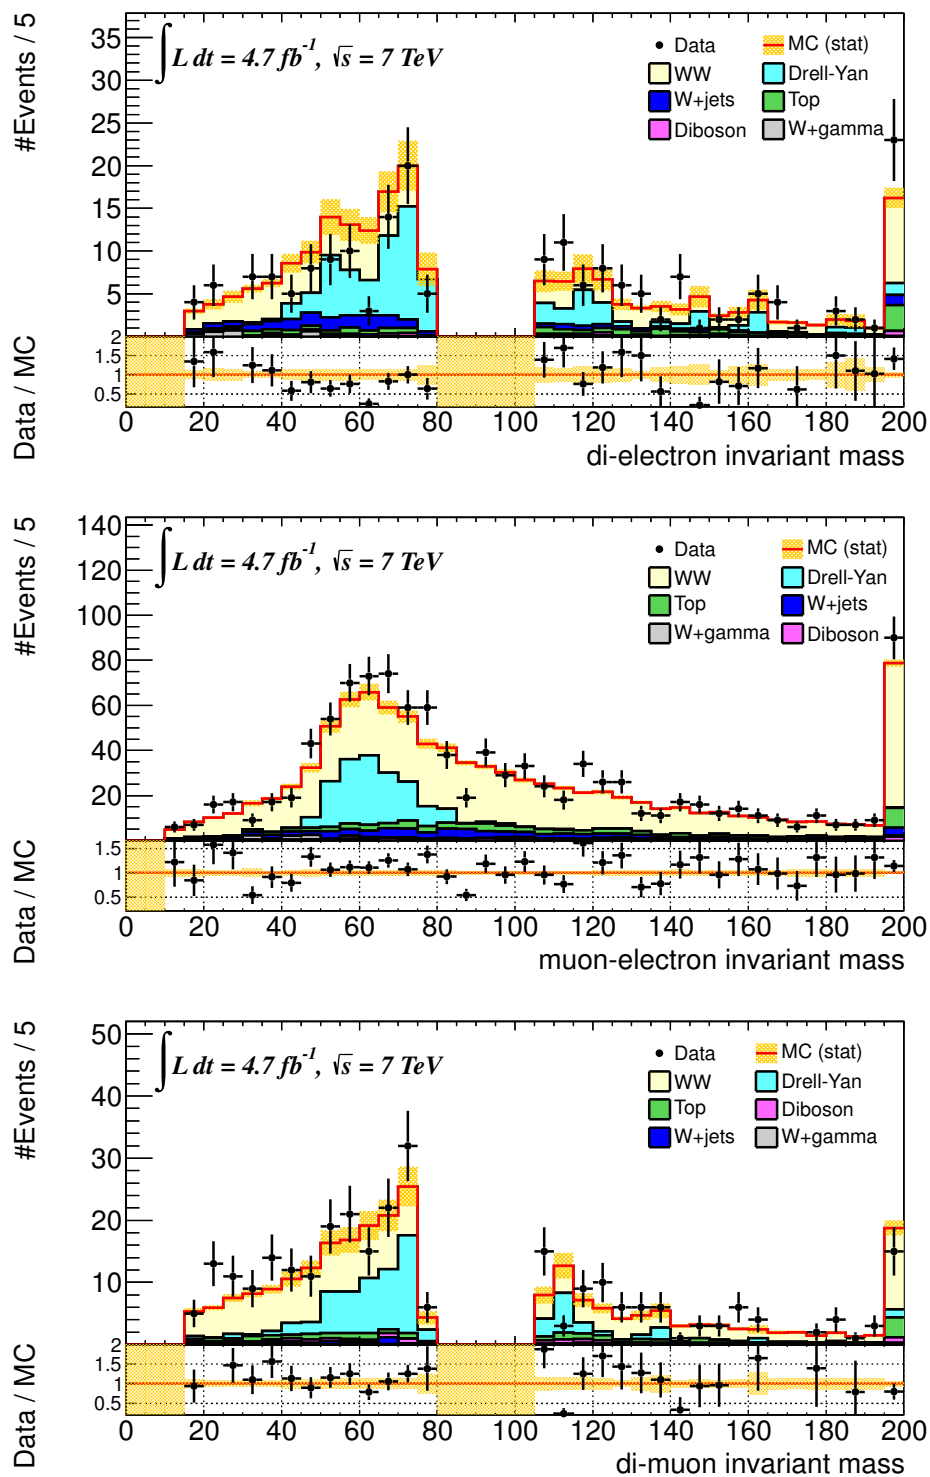 #Events / 5
35
30
25
20
15
10
5
∫ L dt = 4.7 fb⁻¹, √s = 7 TeV
Data MC (stat)
WW Drell-Yan
W+jets Top
Diboson W+gamma
Data / MC
2
1.5
1
0.5
0 20 40 60 80 100 120 140 160 180 200
di-electron invariant mass
#Events / 5
140
120
100
80
60
40
20
∫ L dt = 4.7 fb⁻¹, √s = 7 TeV
Data MC (stat)
WW Drell-Yan
Top W+jets
W+gamma Diboson
Data / MC
1.5
1
0.5
0 20 40 60 80 100 120 140 160 180 200
muon-electron invariant mass
#Events / 5
50
40
30
20
10
∫ L dt = 4.7 fb⁻¹, √s = 7 TeV
Data MC (stat)
WW Drell-Yan
Top Diboson
W+jets W+gamma
Data / MC
2
1.5
1
0.5
0 20 40 60 80 100 120 140 160 180 200
di-muon invariant mass